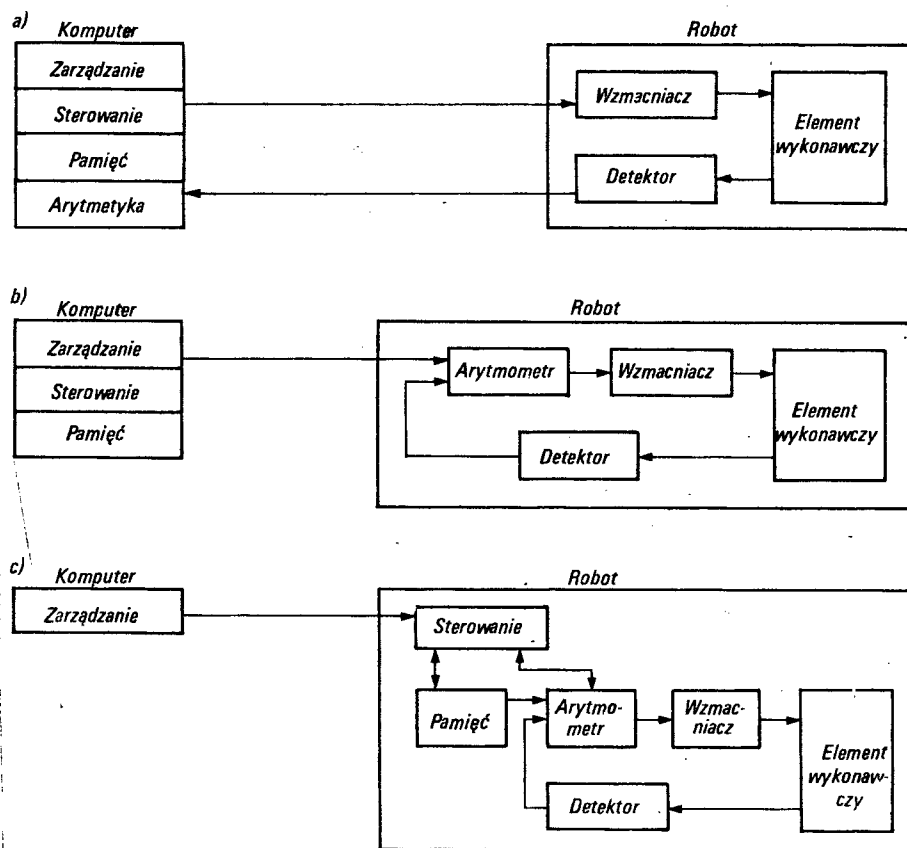 a)
Komputer
Zarządzanie
Sterowanie
Pamięć
Arytmetyka
Robot
Wzmacniacz
Detektor
Element
wykonawczy
b)
Komputer
Zarządzanie
Sterowanie
Pamięć
Robot
Arytmometr
Wzmacniacz
Detektor
Element
wykonawczy
c)
Komputer
Zarządzanie
Robot
Sterowanie
Pamięć
Arytmo-
metr
Wzmac-
niacz
Detektor
Element
wykonaw-
czy